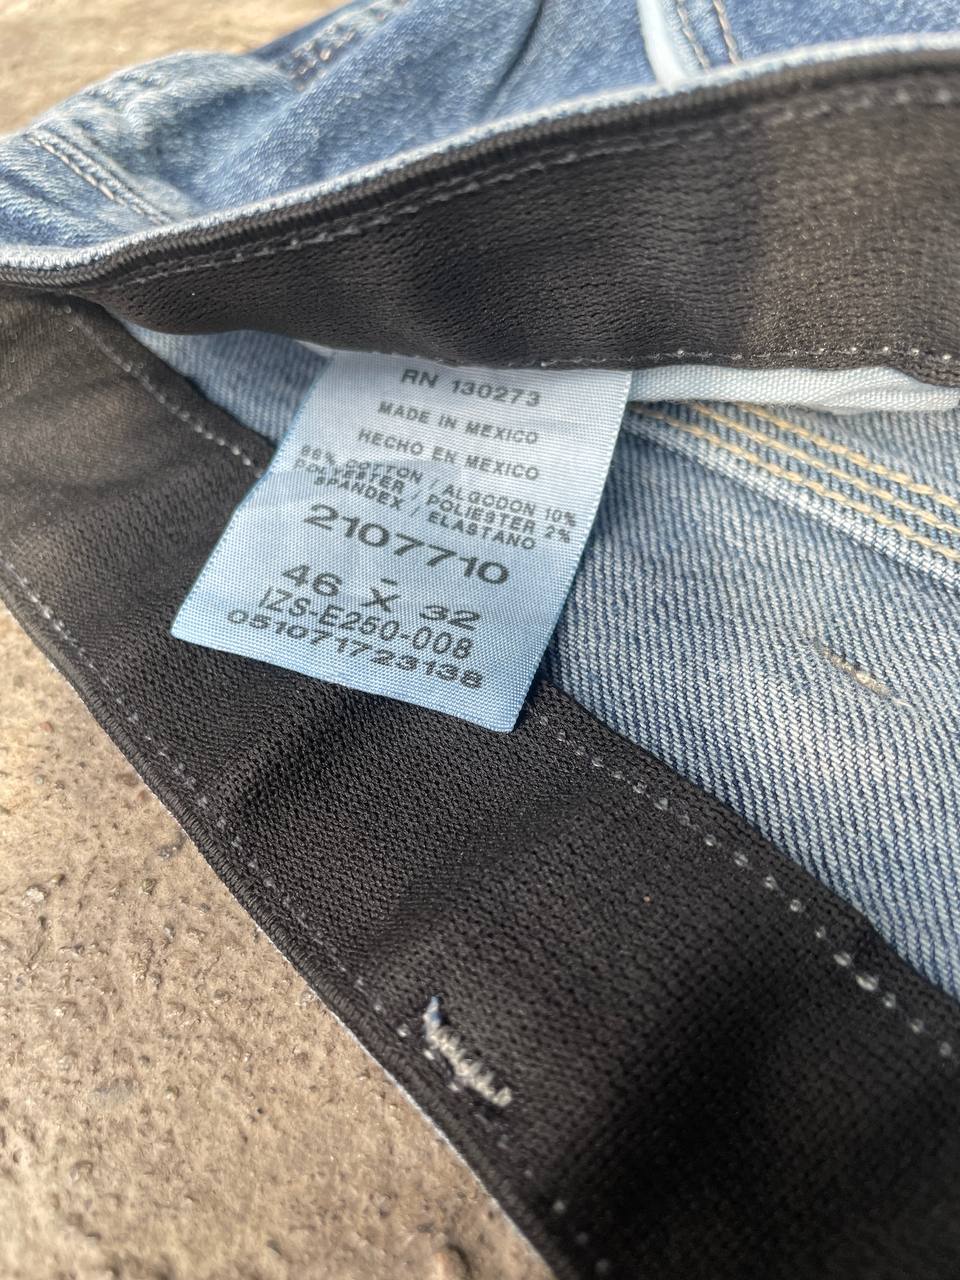 RN 130273
MADE IN MEXICO
HECHO EN MEXICO
88% COTTON / ALGODON 10%
POLYESTER / POLIESTER 2%
SPANDEX / ELASTANO
2107710
-
46 X 32
IZS-E250-008
051071723138